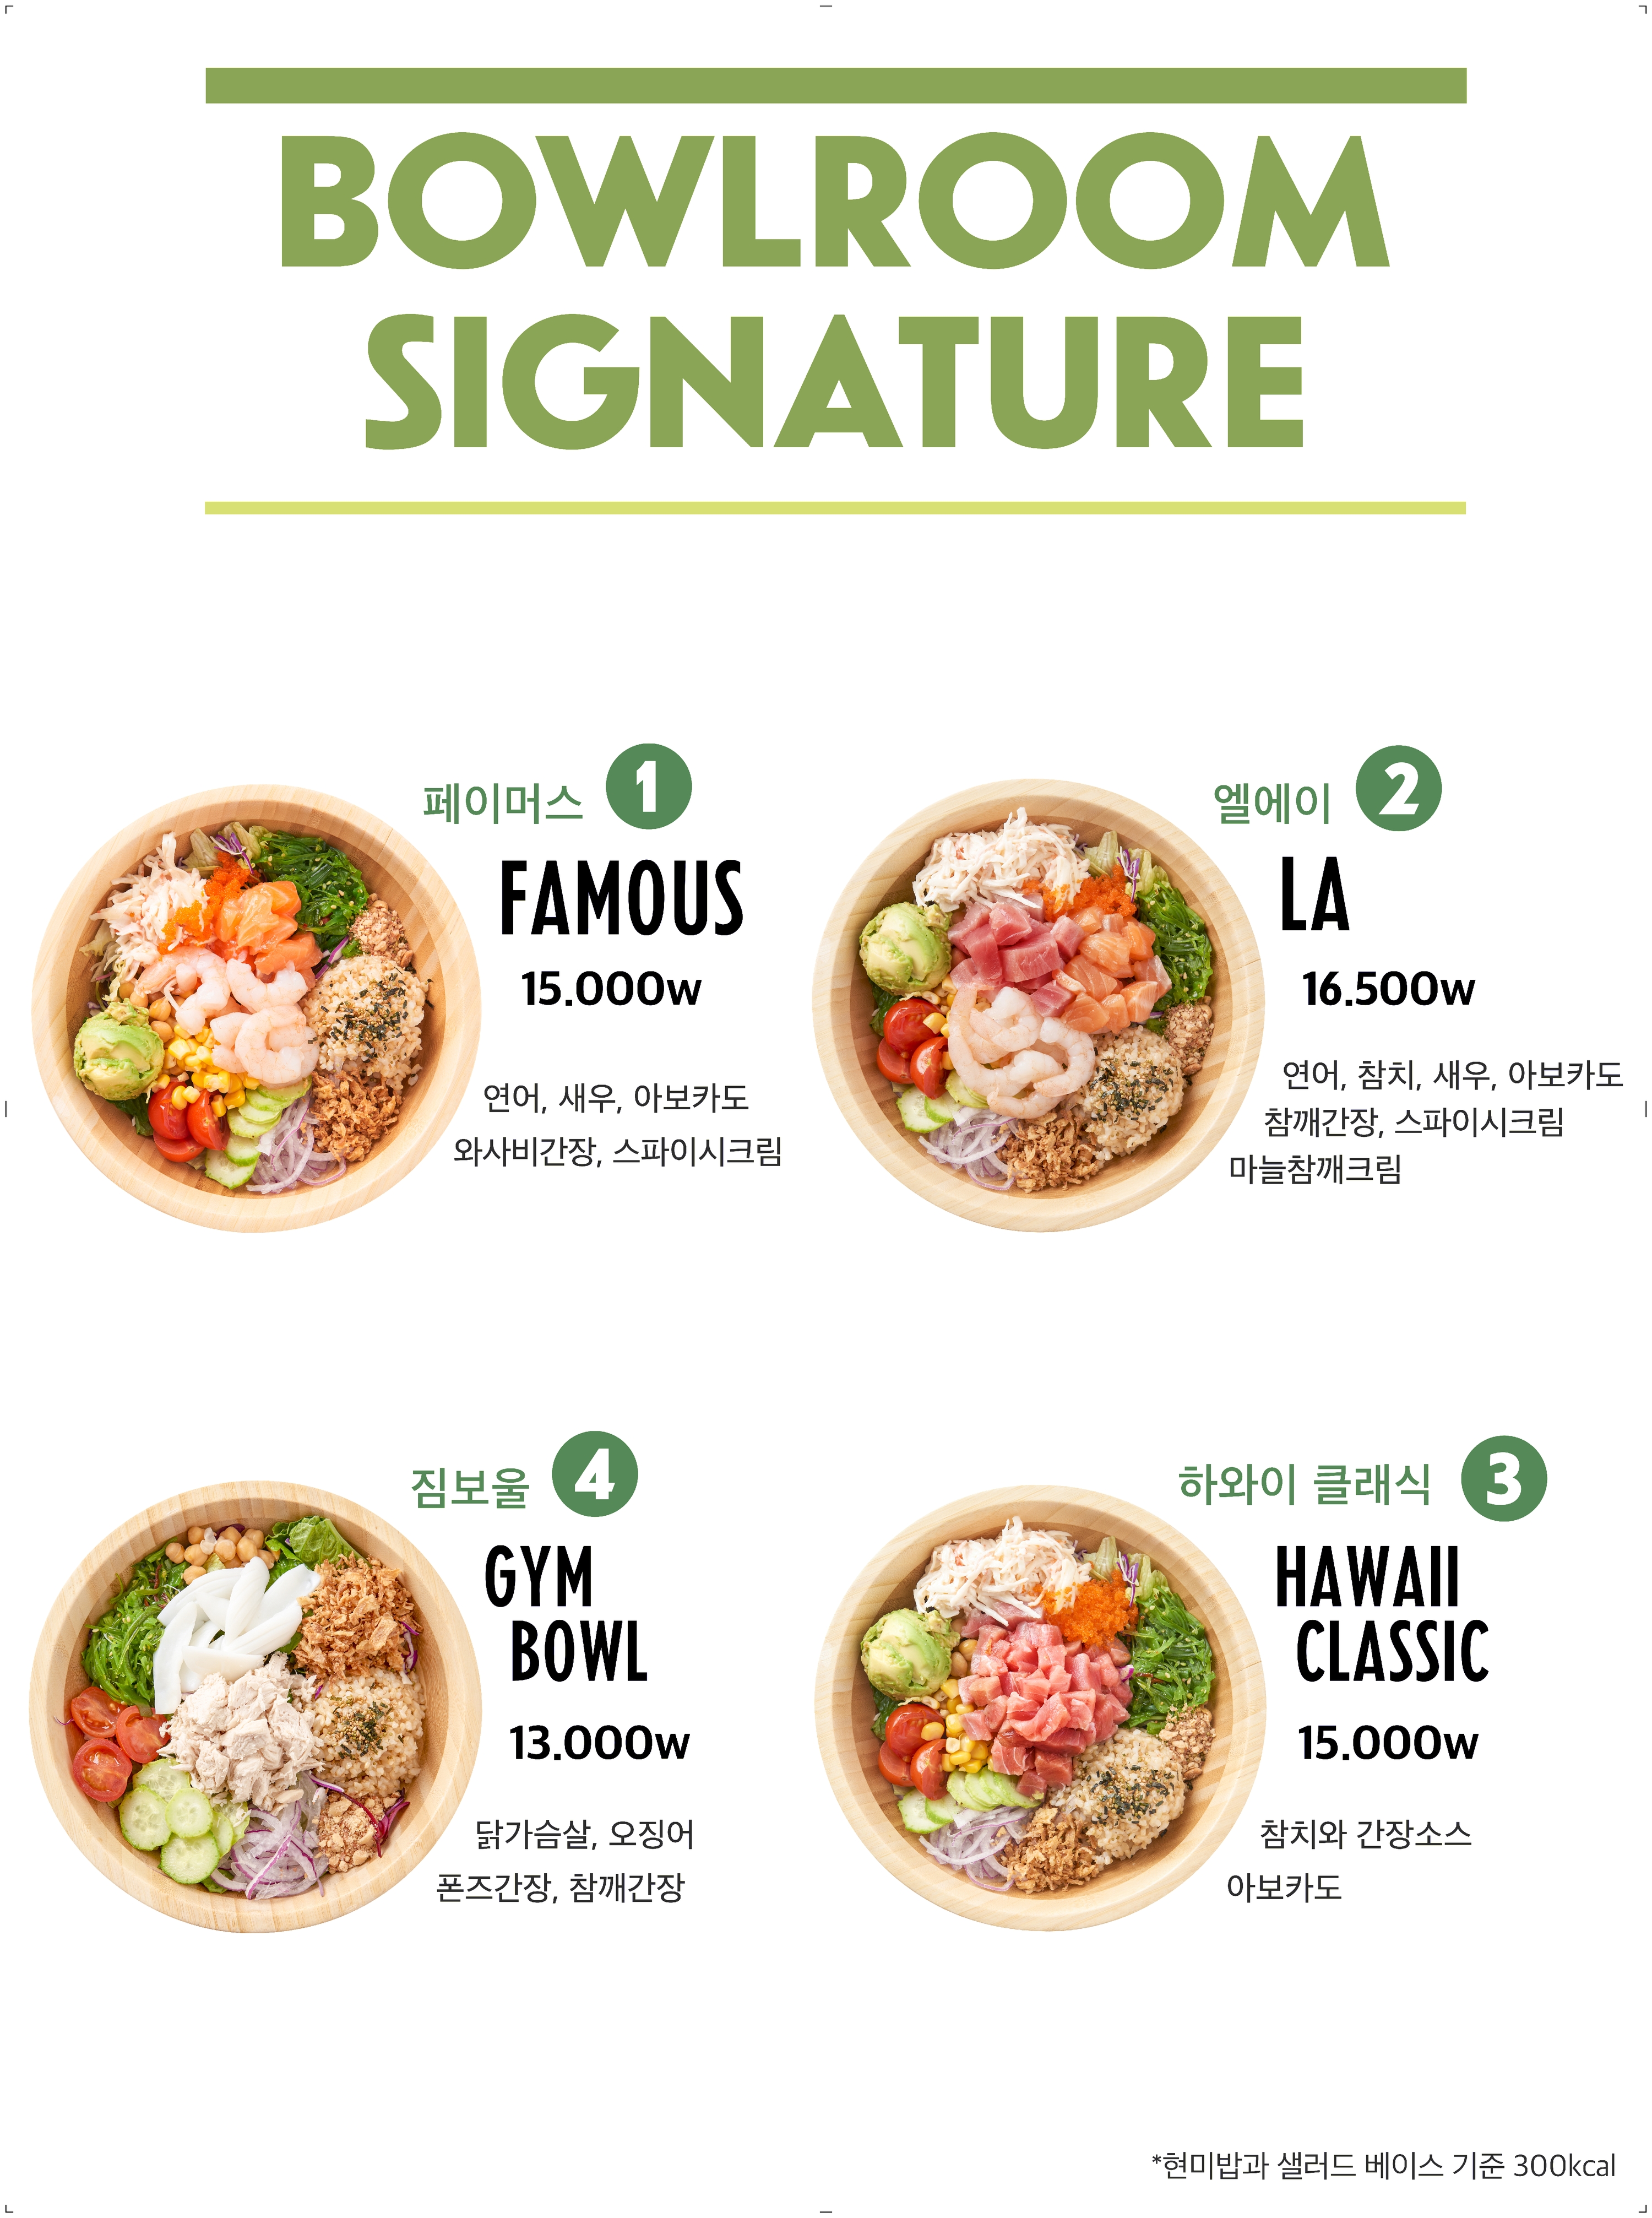 BOWLROOM
SIGNATURE
페이머스 1
FAMOUS
15.000w
연어, 새우, 아보카도
와사비간장, 스파이시크림
엘에이 2
LA
16.500w
연어, 참치, 새우, 아보카도
참깨간장, 스파이시크림
마늘참깨크림
짐보울 4
GYM
BOWL
13.000w
닭가슴살, 오징어
폰즈간장, 참깨간장
하와이 클래식 3
HAWAII
CLASSIC
15.000w
참치와 간장소스
아보카도
*현미밥과 샐러드 베이스 기준 300kcal